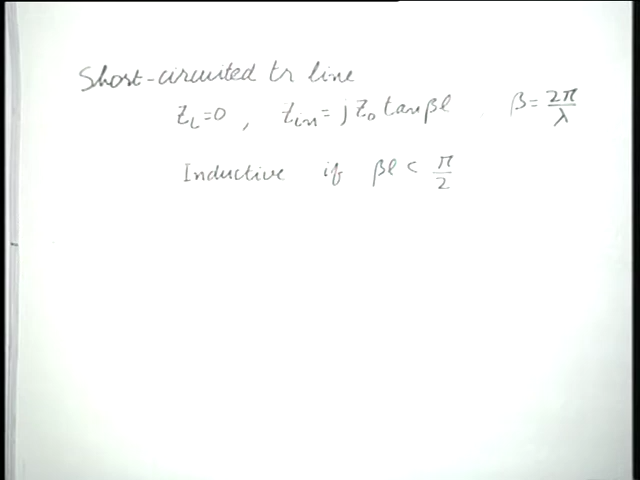 Short-circuited tr line
Z_L=0, Z_in = j Z_0 tan βl β = 2π/λ
Inductive if βl < π/2